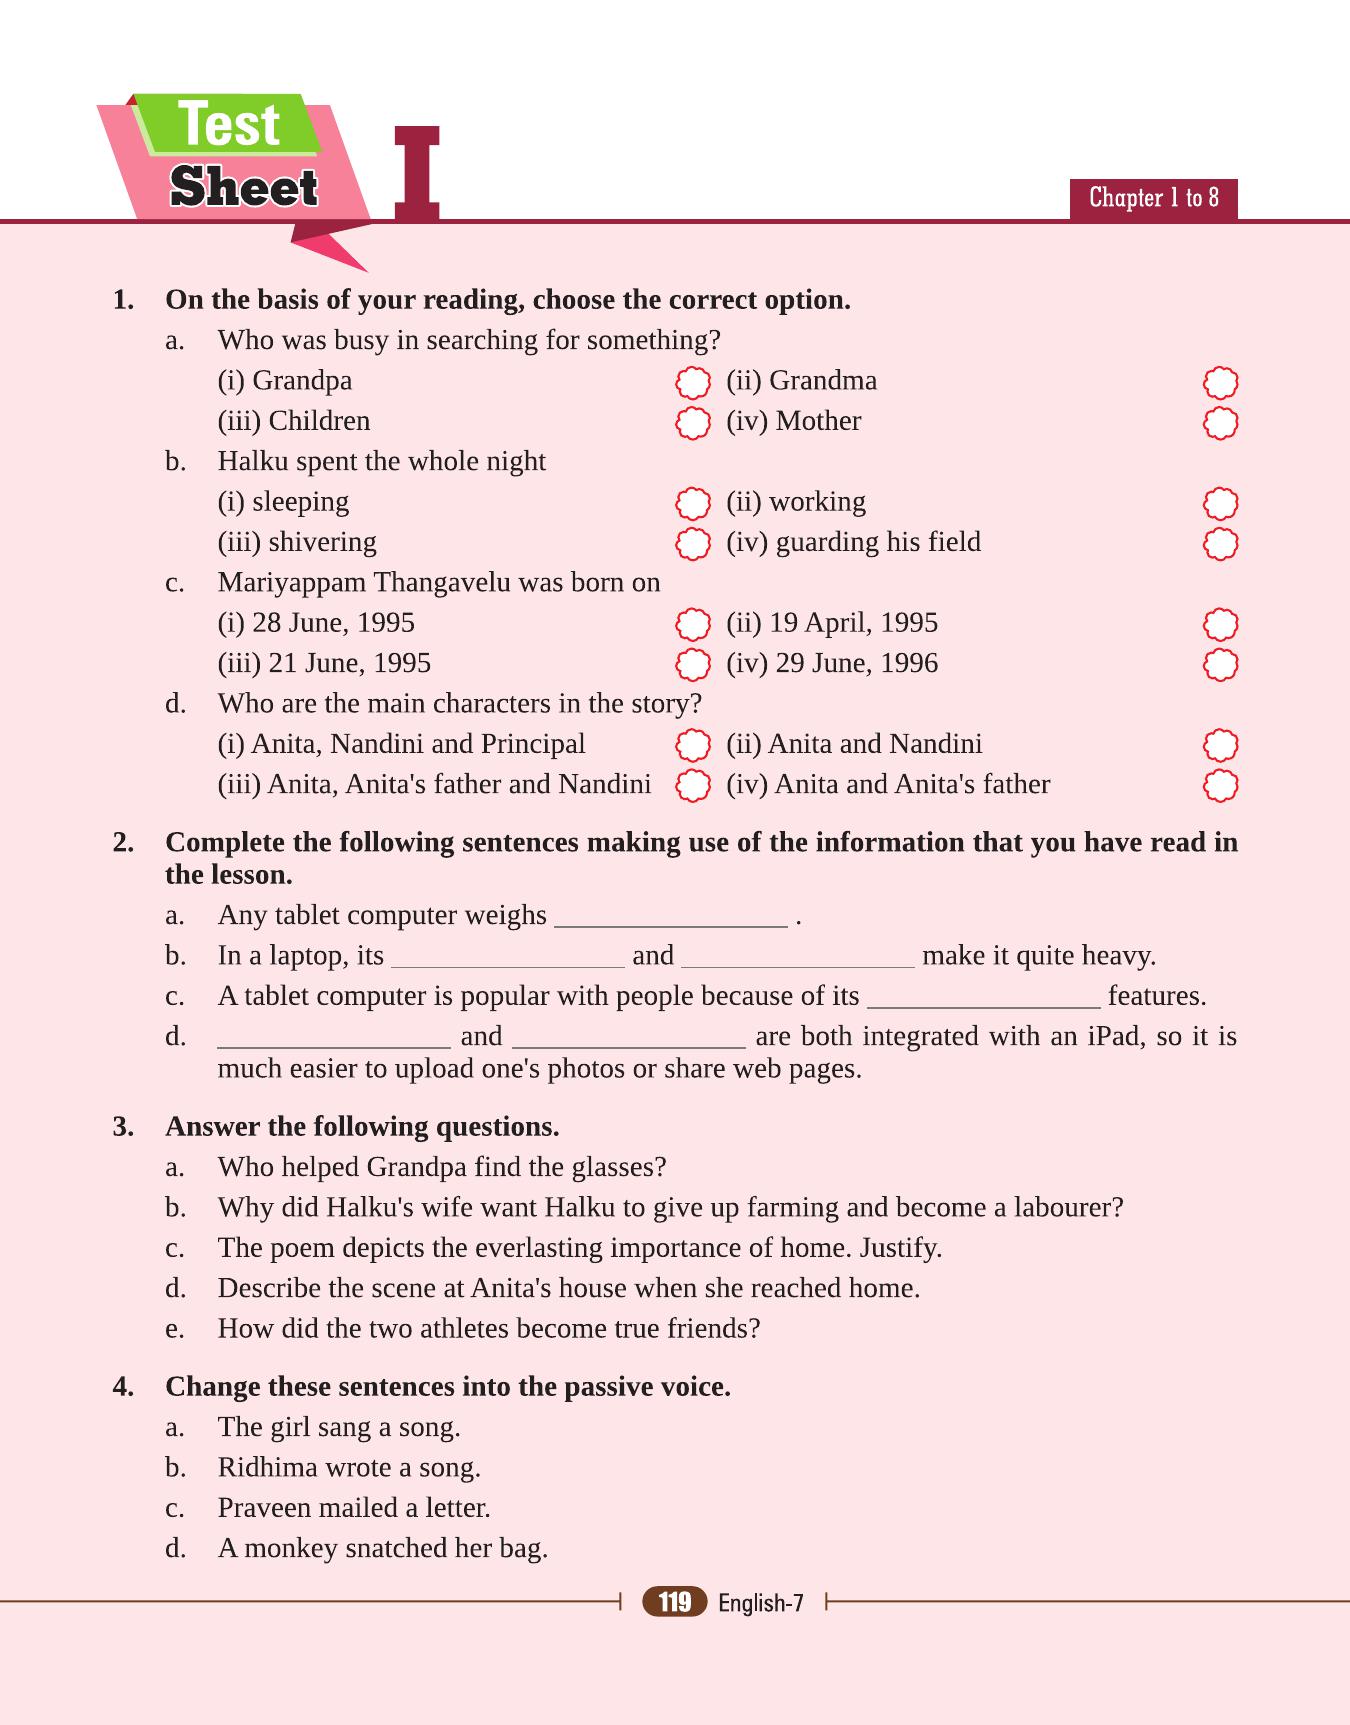 Test
Sheet
I
Chapter 1 to 8
1. On the basis of your reading, choose the correct option.
a. Who was busy in searching for something?
(i) Grandpa (ii) Grandma
(iii) Children (iv) Mother
b. Halku spent the whole night
(i) sleeping (ii) working
(iii) shivering (iv) guarding his field
c. Mariyappam Thangavelu was born on
(i) 28 June, 1995 (ii) 19 April, 1995
(iii) 21 June, 1995 (iv) 29 June, 1996
d. Who are the main characters in the story?
(i) Anita, Nandini and Principal (ii) Anita and Nandini
(iii) Anita, Anita's father and Nandini (iv) Anita and Anita's father
2. Complete the following sentences making use of the information that you have read in
the lesson.
a. Any tablet computer weighs ________________ .
b. In a laptop, its ________________ and ________________ make it quite heavy.
c. A tablet computer is popular with people because of its ________________ features.
d. ________________ and ________________ are both integrated with an iPad, so it is
much easier to upload one's photos or share web pages.
3. Answer the following questions.
a. Who helped Grandpa find the glasses?
b. Why did Halku's wife want Halku to give up farming and become a labourer?
c. The poem depicts the everlasting importance of home. Justify.
d. Describe the scene at Anita's house when she reached home.
e. How did the two athletes become true friends?
4. Change these sentences into the passive voice.
a. The girl sang a song.
b. Ridhima wrote a song.
c. Praveen mailed a letter.
d. A monkey snatched her bag.
119 English-7